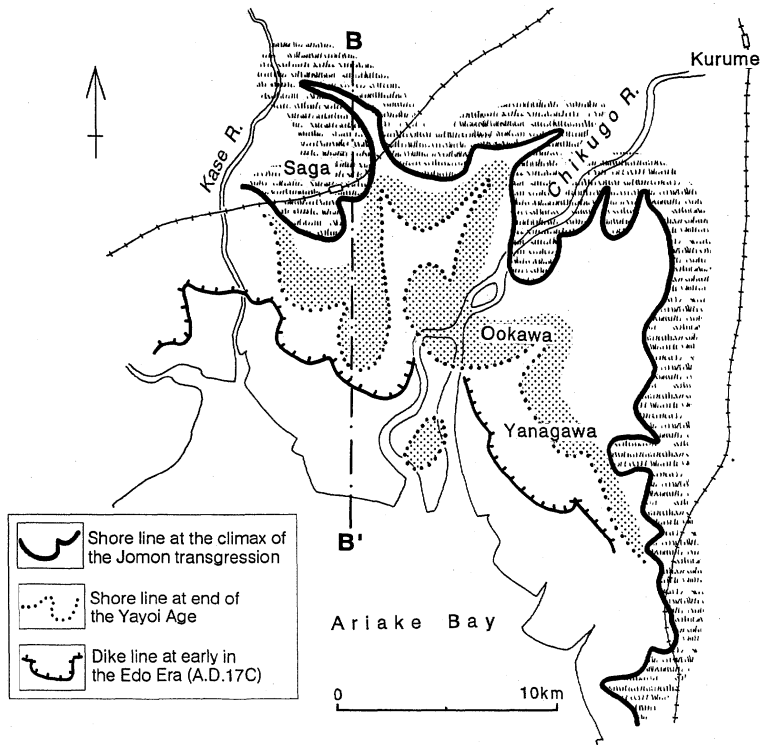 B
Kurume
Kase R.
Chikugo R.
Saga
Ookawa
Yanagawa
B'
Shore line at the climax of
the Jomon transgression
Shore line at end of
the Yayoi Age
Dike line at early in
the Edo Era (A.D.17C)
Ariake Bay
0 10km